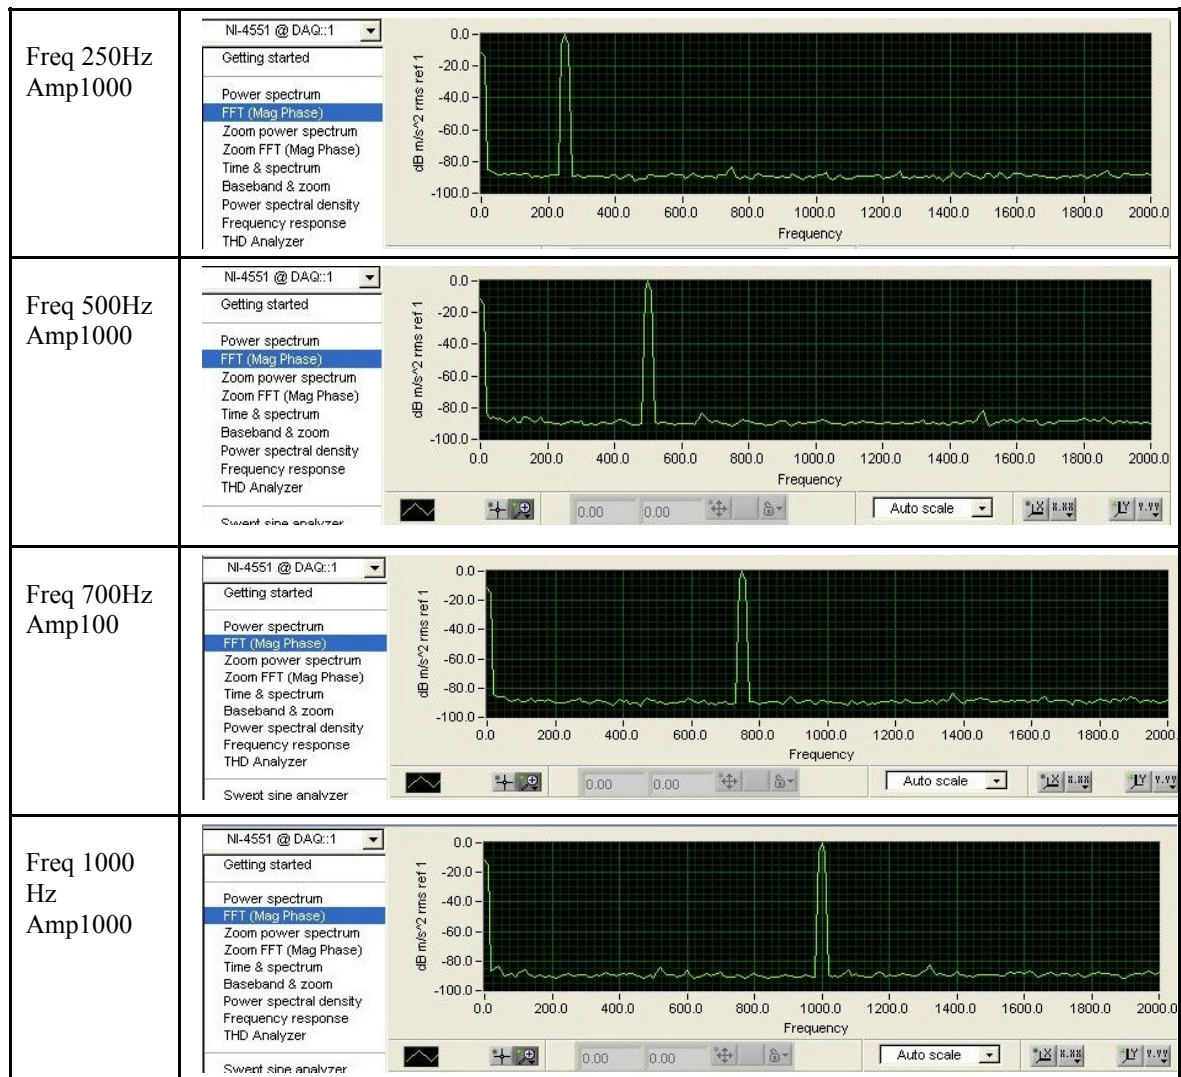 Freq 250Hz
Amp1000
NI-4551 @ DAQ::1
Getting started
Power spectrum
FFT (Mag Phase)
Zoom power spectrum
Zoom FFT (Mag Phase)
Time & spectrum
Baseband & zoom
Power spectral density
Frequency response
THD Analyzer
dB m/s^2 rms ref 1
0.0
-20.0
-40.0
-60.0
-80.0
-100.0
0.0 200.0 400.0 600.0 800.0 1000.0 1200.0 1400.0 1600.0 1800.0 2000.0
Frequency
Freq 500Hz
Amp1000
NI-4551 @ DAQ::1
Getting started
Power spectrum
FFT (Mag Phase)
Zoom power spectrum
Zoom FFT (Mag Phase)
Time & spectrum
Baseband & zoom
Power spectral density
Frequency response
THD Analyzer
Swept sine analyzer
dB m/s^2 rms ref 1
0.0
-20.0
-40.0
-60.0
-80.0
-100.0
0.0 200.0 400.0 600.0 800.0 1000.0 1200.0 1400.0 1600.0 1800.0 2000.0
Frequency
0.00 0.00 Auto scale X X.XX Y Y.YY
Freq 700Hz
Amp100
NI-4551 @ DAQ::1
Getting started
Power spectrum
FFT (Mag Phase)
Zoom power spectrum
Zoom FFT (Mag Phase)
Time & spectrum
Baseband & zoom
Power spectral density
Frequency response
THD Analyzer
Swept sine analyzer
dB m/s^2 rms ref 1
0.0
-20.0
-40.0
-60.0
-80.0
-100.0
0.0 200.0 400.0 600.0 800.0 1000.0 1200.0 1400.0 1600.0 1800.0 2000.
Frequency
0.00 0.00 Auto scale X X.XX Y Y.YY
Freq 1000
Hz
Amp1000
NI-4551 @ DAQ::1
Getting started
Power spectrum
FFT (Mag Phase)
Zoom power spectrum
Zoom FFT (Mag Phase)
Time & spectrum
Baseband & zoom
Power spectral density
Frequency response
THD Analyzer
Swept sine analyzer
dB m/s^2 rms ref 1
0.0
-20.0
-40.0
-60.0
-80.0
-100.0
0.0 200.0 400.0 600.0 800.0 1000.0 1200.0 1400.0 1600.0 1800.0 2000.0
Frequency
0.00 0.00 Auto scale X X.XX Y Y.YY